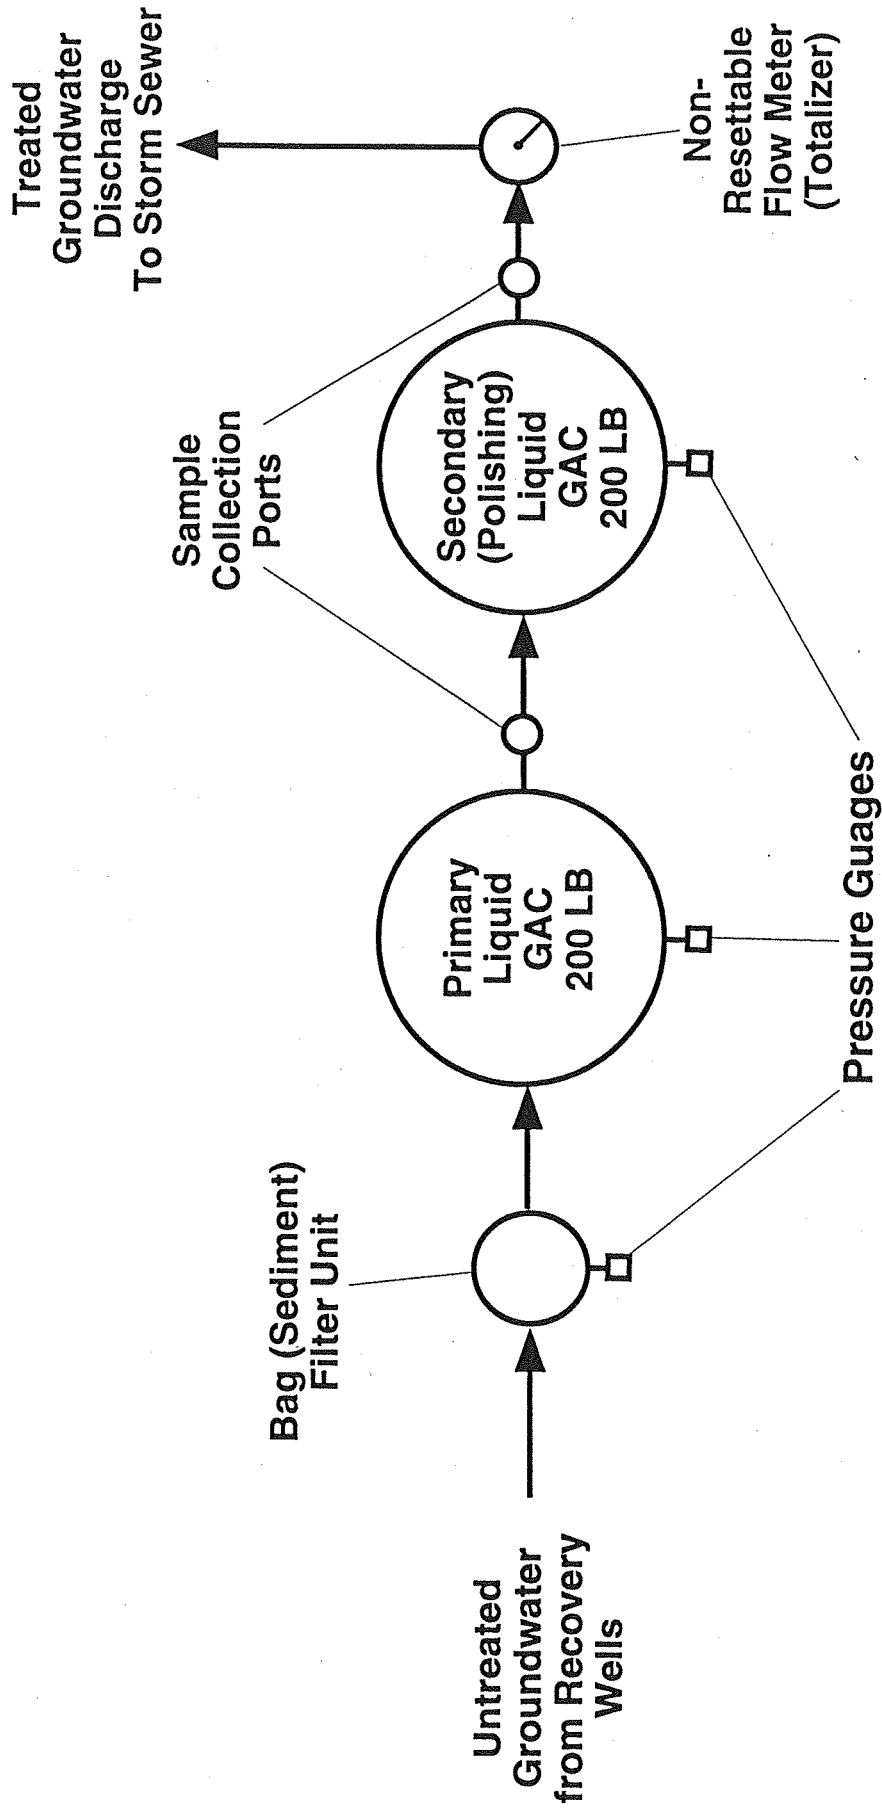 Untreated
Groundwater
from Recovery
Wells
Bag (Sediment)
Filter Unit
Primary
Liquid
GAC
200 LB
Sample
Collection
Ports
Secondary
(Polishing)
Liquid
GAC
200 LB
Treated
Groundwater
Discharge
To Storm Sewer
Non-
Resettable
Flow Meter
(Totalizer)
Pressure Guages